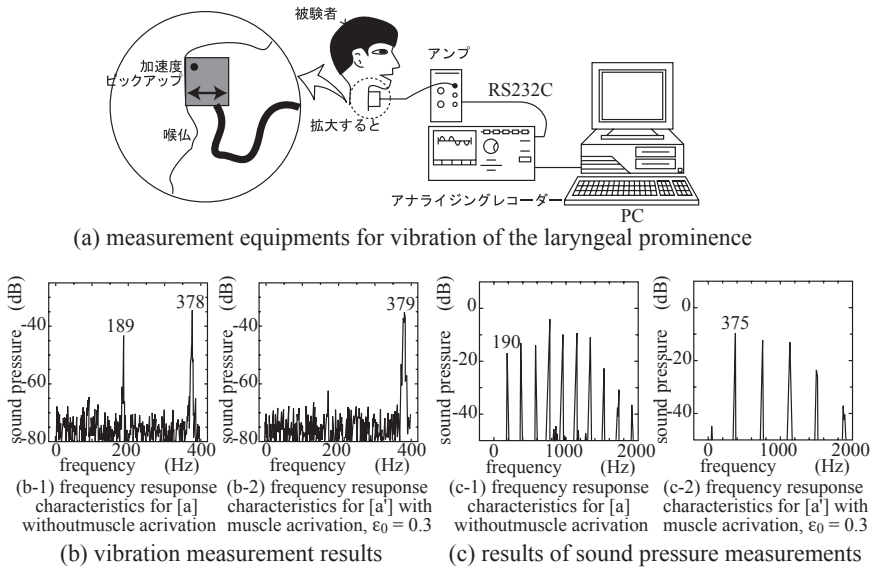 被験者
加速度
ピックアップ
喉仏
拡大すると
アンプ
RS232C
アナライジングレコーダー
PC
(a) measurement equipments for vibration of the laryngeal prominence
sound pressure (dB)
-40
-60
-80
189
378
0 200 400
frequency (Hz)
(b-1) frequency resuponse
characteristics for [a]
withoutmuscle acrivation
sound pressure (dB)
-40
-60
-80
379
0 200 400
frequency (Hz)
(b-2) frequency resuponse
characteristics for [a'] with
muscle acrivation, ε0 = 0.3
(b) vibration measurement results
sound pressure (dB)
0
-20
-40
190
0 1000 2000
frequency (Hz)
(c-1) frequency resuponse
characteristics for [a]
withoutmuscle acrivation
sound pressure (dB)
0
-20
-40
375
0 1000 2000
frequency (Hz)
(c-2) frequency resuponse
characteristics for [a'] with
muscle acrivation, ε0 = 0.3
(c) results of sound pressure measurements